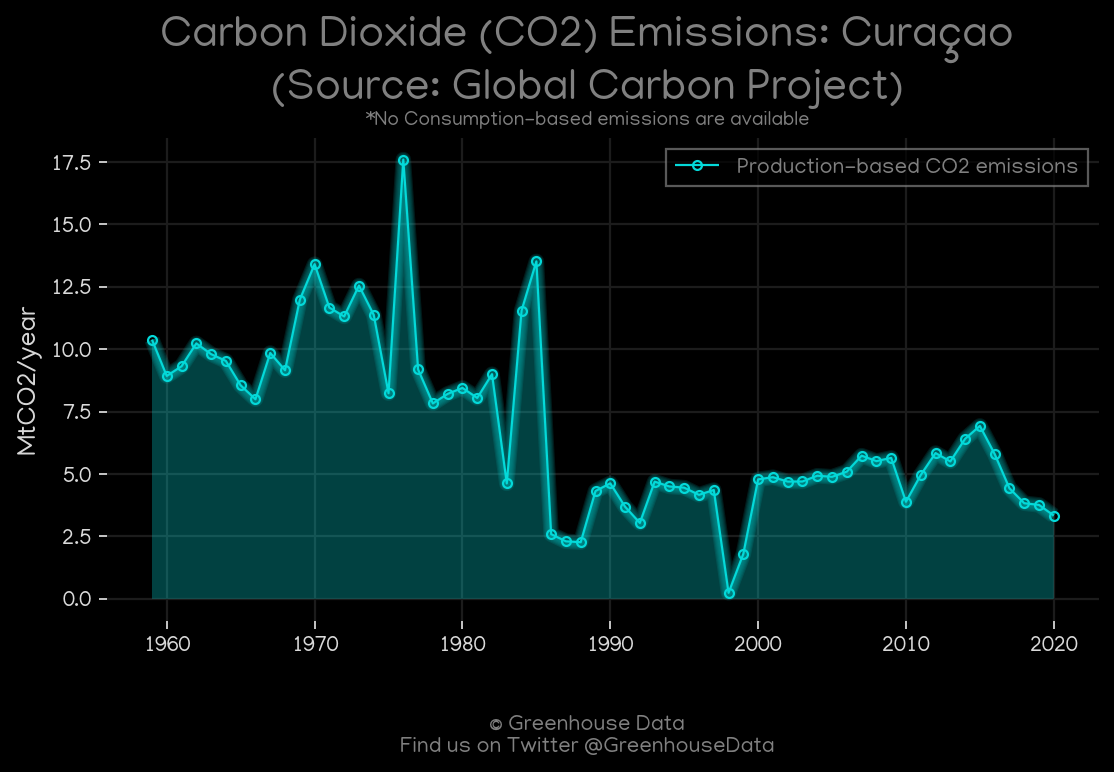 Carbon Dioxide (CO2) Emissions: Curaçao
(Source: Global Carbon Project)
*No Consumption-based emissions are available
Production-based CO2 emissions
MtCO2/year
17.5
15.0
12.5
10.0
7.5
5.0
2.5
0.0
1960 1970 1980 1990 2000 2010 2020
© Greenhouse Data
Find us on Twitter @GreenhouseData